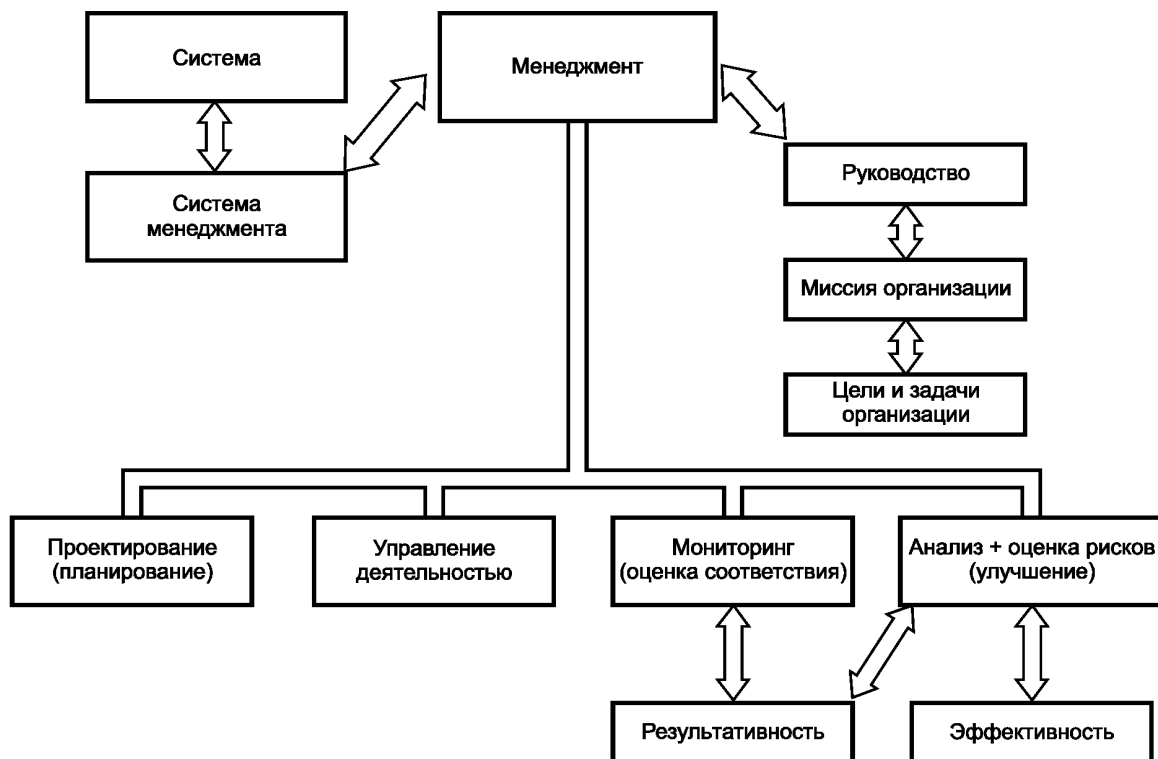 Система
Менеджмент
Система
менеджмента
Руководство
Миссия организации
Цели и задачи
организации
Проектирование
(планирование)
Управление
деятельностью
Мониторинг
(оценка соответствия)
Анализ + оценка рисков
(улучшение)
Результативность
Эффективность